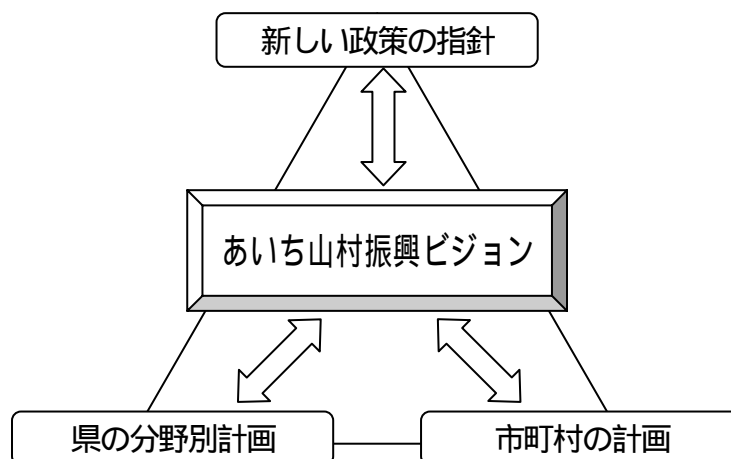 新しい政策の指針
あいち山村振興ビジョン
県の分野別計画
市町村の計画